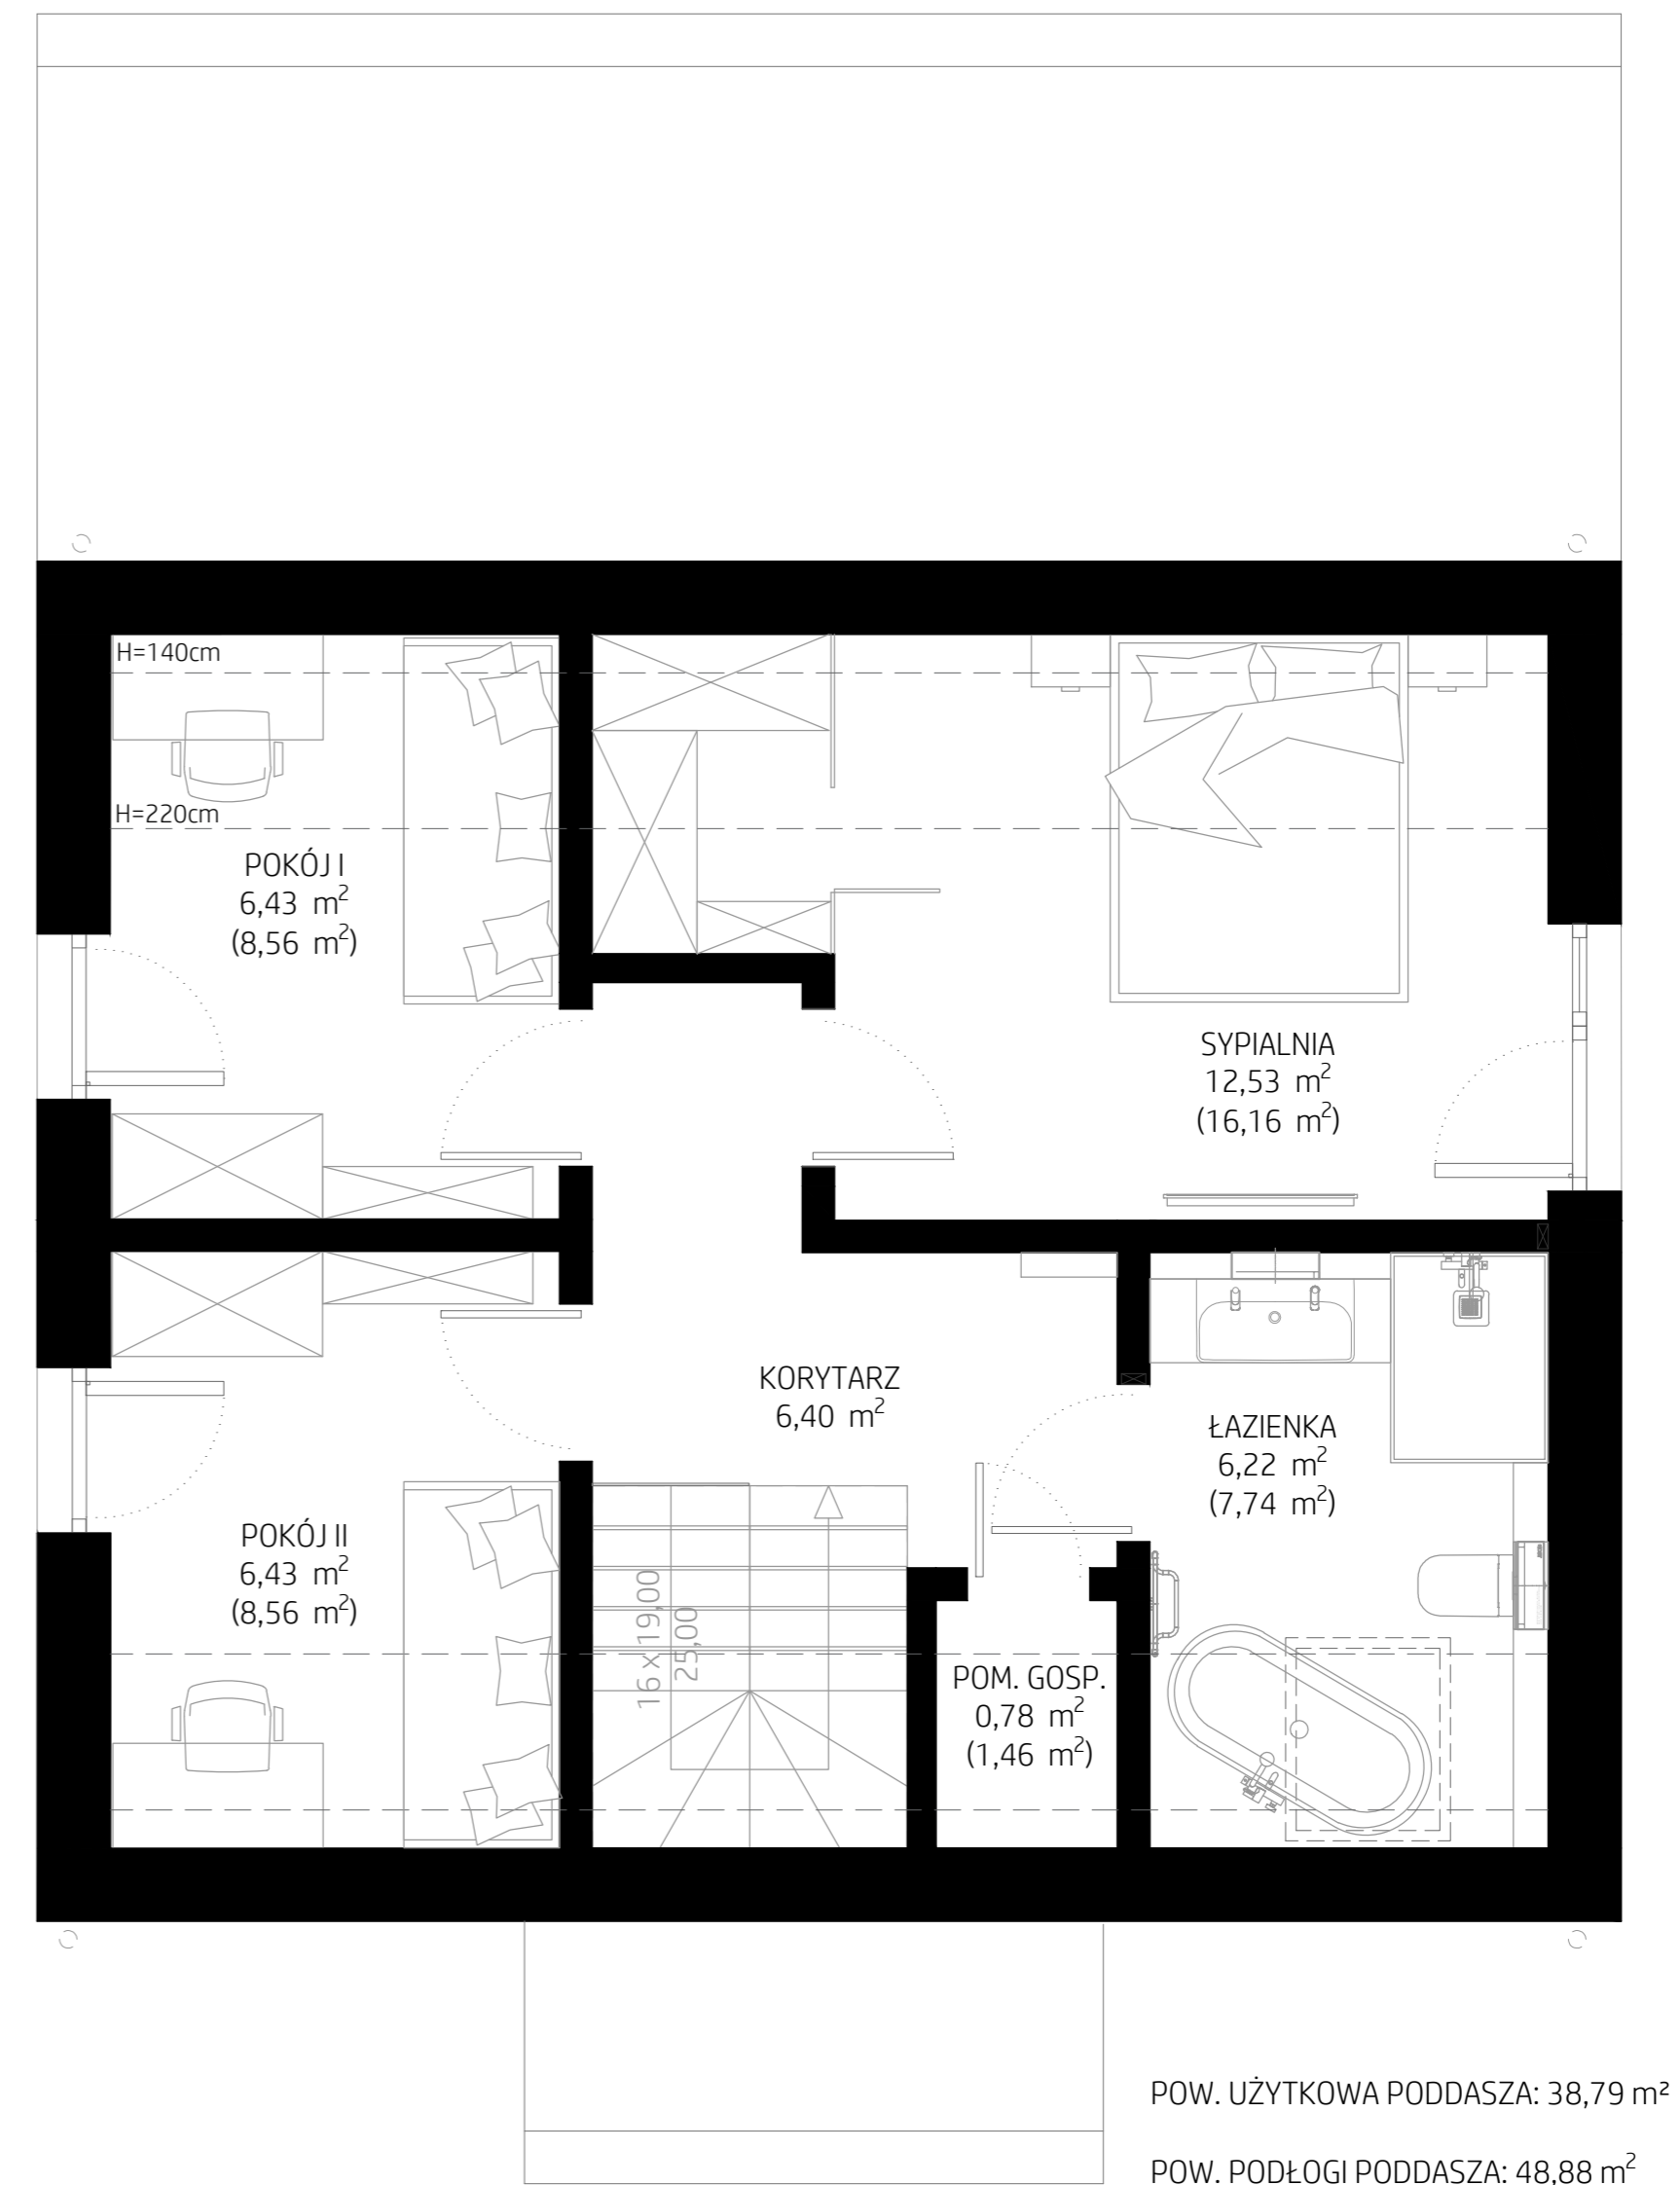 H=140cm
H=220cm
POKÓJ I
6,43 m²
(8,56 m²)
SYPIALNIA
12,53 m²
(16,16 m²)
KORYTARZ
6,40 m²
ŁAZIENKA
6,22 m²
(7,74 m²)
POKÓJ II
6,43 m²
(8,56 m²)
16 x 19,00
25,00
POM. GOSP.
0,78 m²
(1,46 m²)
POW. UŻYTKOWA PODDASZA: 38,79 m²
POW. PODŁOGI PODDASZA: 48,88 m²